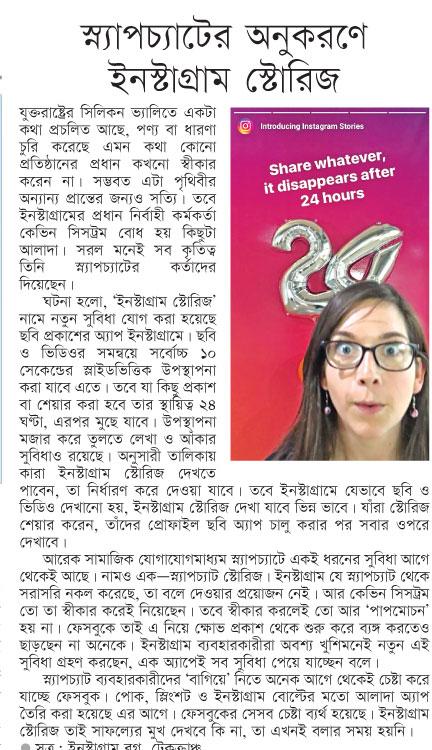 স্ন্যাপচ্যাটের অনুকরণে
ইনস্টাগ্রাম স্টোরিজ
যুক্তরাষ্ট্রের সিলিকন ভ্যালিতে একটা
কথা প্রচলিত আছে, পণ্য বা ধারণা
চুরি করেছে এমন কথা কোনো
প্রতিষ্ঠানের প্রধান কখনো স্বীকার
করেন না। সম্ভবত এটা পৃথিবীর
অন্যান্য প্রান্তের জন্যও সত্যি। তবে
ইনস্টাগ্রামের প্রধান নির্বাহী কর্মকর্তা
কেভিন সিসট্রম বোধ হয় কিছুটা
আলাদা। সরল মনেই সব কৃতিত্ব
তিনি স্ন্যাপচ্যাটের কর্তাদের
দিয়েছেন।
ঘটনা হলো, ‘ইনস্টাগ্রাম স্টোরিজ’
নামে নতুন সুবিধা যোগ করা হয়েছে
ছবি প্রকাশের অ্যাপ ইনস্টাগ্রামে। ছবি
ও ভিডিওর সমন্বয়ে সর্বোচ্চ ১০
সেকেন্ডের স্লাইডভিত্তিক উপস্থাপনা
করা যাবে এতে। তবে যা কিছু প্রকাশ
বা শেয়ার করা হবে তার স্থায়িত্ব ২৪
ঘণ্টা, এরপর মুছে যাবে। উপস্থাপনা
মজার করে তুলতে লেখা ও আঁকার
সুবিধাও রয়েছে। অনুসারী তালিকায়
কারা ইনস্টাগ্রাম স্টোরিজ দেখতে
পাবেন, তা নির্ধারণ করে দেওয়া যাবে। তবে ইনস্টাগ্রামে যেভাবে ছবি ও
ভিডিও দেখানো হয়, ইনস্টাগ্রাম স্টোরিজ দেখা যাবে ভিন্ন ভাবে। যাঁরা স্টোরিজ
শেয়ার করেন, তাঁদের প্রোফাইল ছবি অ্যাপ চালু করার পর সবার ওপরে
দেখাবে।
আরেক সামাজিক যোগাযোগমাধ্যম স্ন্যাপচ্যাটে একই ধরনের সুবিধা আগে
থেকেই আছে। নামও এক—স্ন্যাপচ্যাট স্টোরিজ। ইনস্টাগ্রাম যে স্ন্যাপচ্যাট থেকে
সরাসরি নকল করেছে, তা বলে দেওয়ার প্রয়োজন নেই। আর কেভিন সিসট্রম
তো তা স্বীকার করেই নিয়েছেন। তবে স্বীকার করলেই তো আর ‘পাপমোচন’
হয় না। ফেসবুকে তাই এ নিয়ে ক্ষোভ প্রকাশ থেকে শুরু করে ব্যঙ্গ করতেও
ছাড়ছেন না অনেকে। ইনস্টাগ্রাম ব্যবহারকারীরা অবশ্য খুশিমনেই নতুন এই
সুবিধা গ্রহণ করছেন, এক অ্যাপেই সব সুবিধা পেয়ে যাচ্ছেন বলে।
স্ন্যাপচ্যাট ব্যবহারকারীদের ‘বাগিয়ে’ নিতে অনেক আগে থেকেই চেষ্টা করে
যাচ্ছে ফেসবুক। পোক, স্লিংশট ও ইনস্টাগ্রাম বোল্টের মতো আলাদা অ্যাপ
তৈরি করা হয়েছে এর আগে। ফেসবুকের সেসব চেষ্টা ব্যর্থ হয়েছে। ইনস্টাগ্রাম
স্টোরিজ তাই সাফল্যের মুখ দেখবে কি না, তা এখনই বলার সময় হয়নি।
● সূত্র : ইনস্টাগ্রাম ব্লগ, টেকক্রাঞ্চ
Introducing Instagram Stories
Share whatever,
it disappears after
24 hours
24